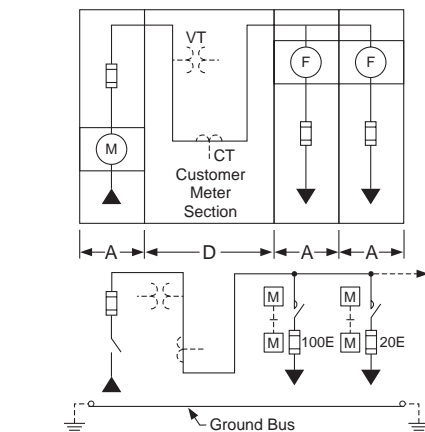 VT
F
F
M
CT
Customer
Meter
Section
A
D
A
A
M
M
M
100E
M
20E
Ground Bus